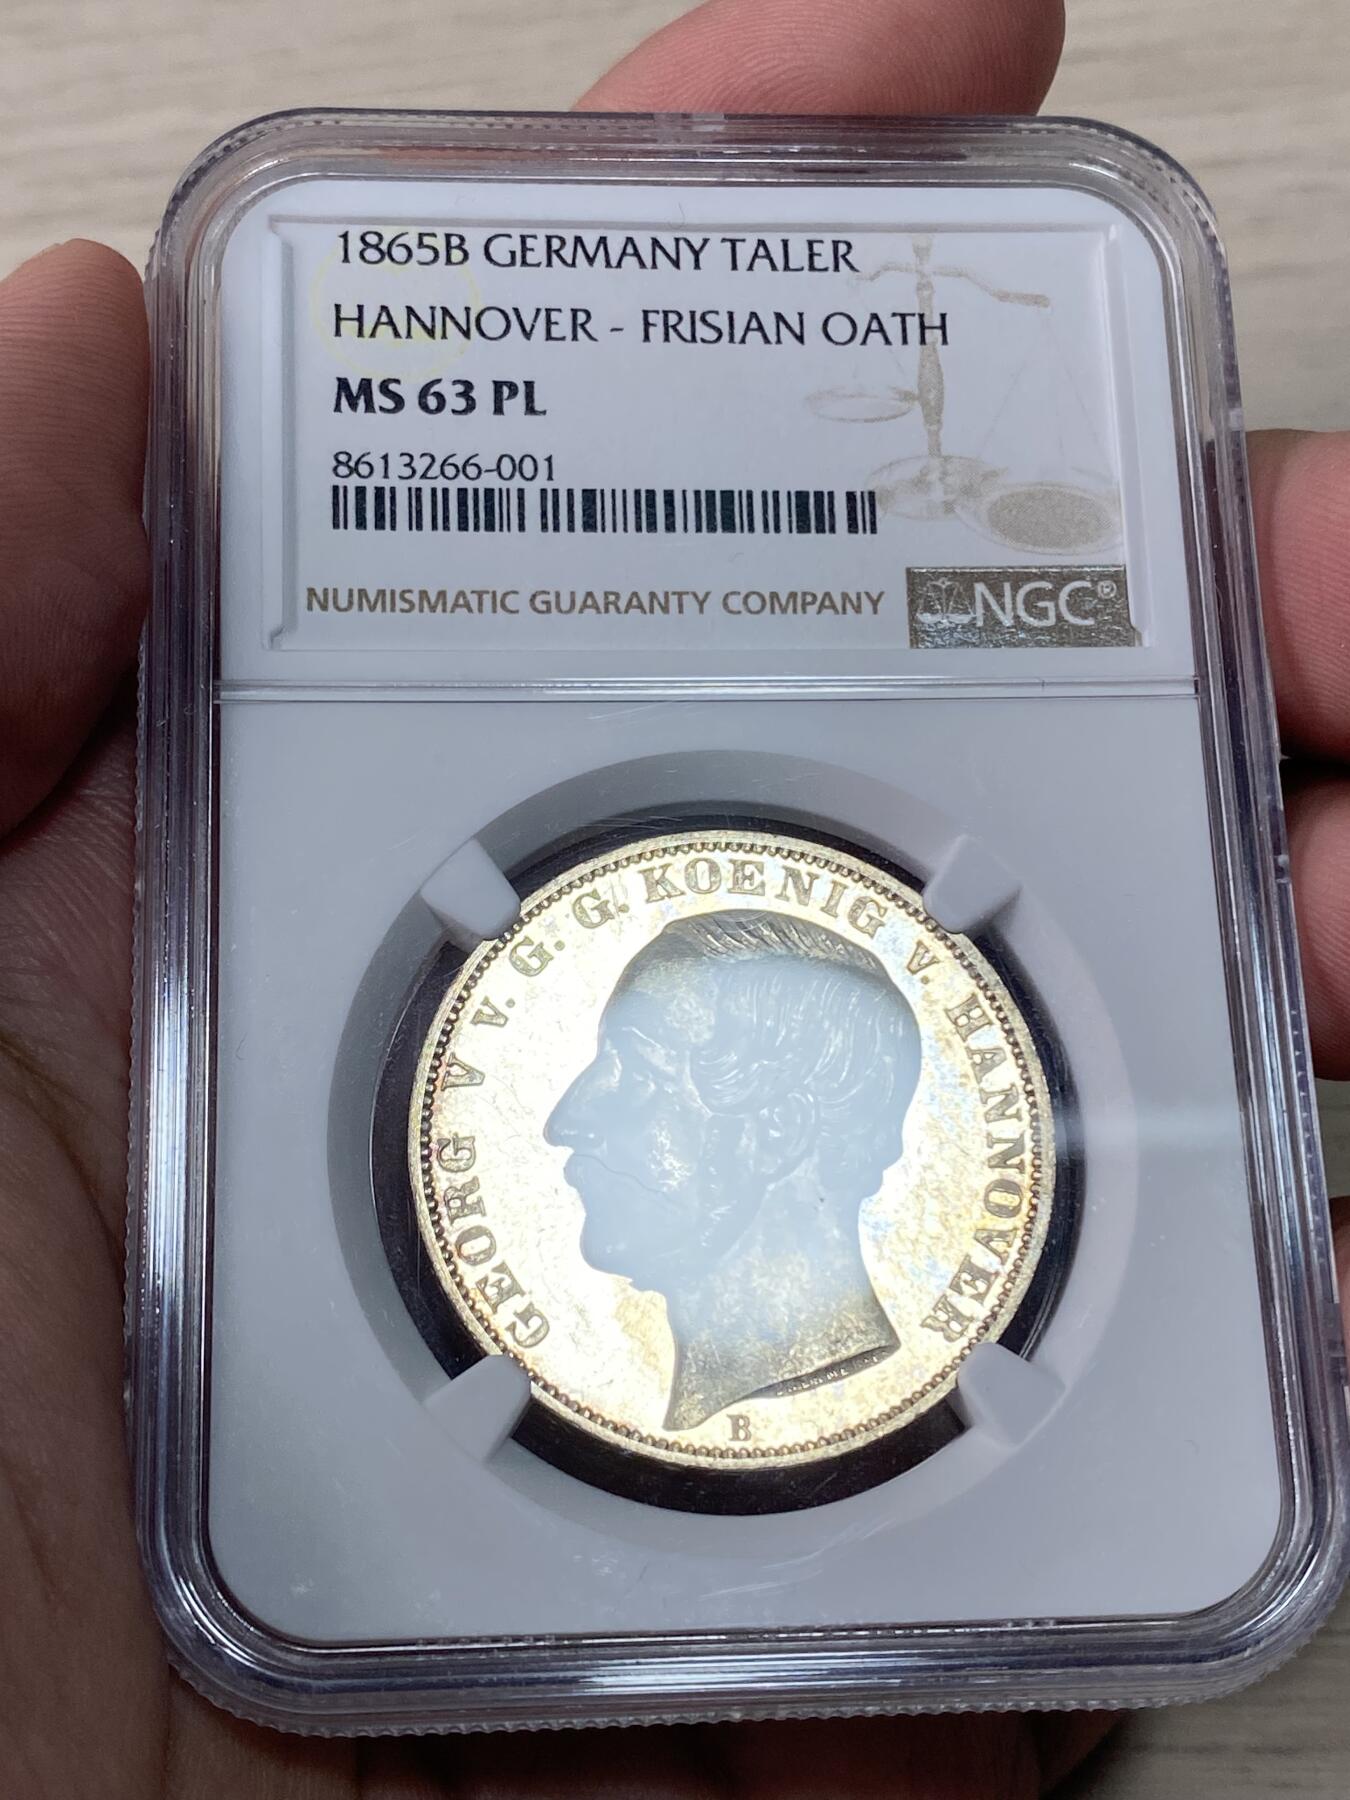 1865B GERMANY TALER
HANNOVER - FRISIAN OATH
MS 63 PL
8613266-001
NUMISMATIC GUARANTY COMPANY
NGC®
GEORG V v. G. G. KOENIG v. HANNOVER
B